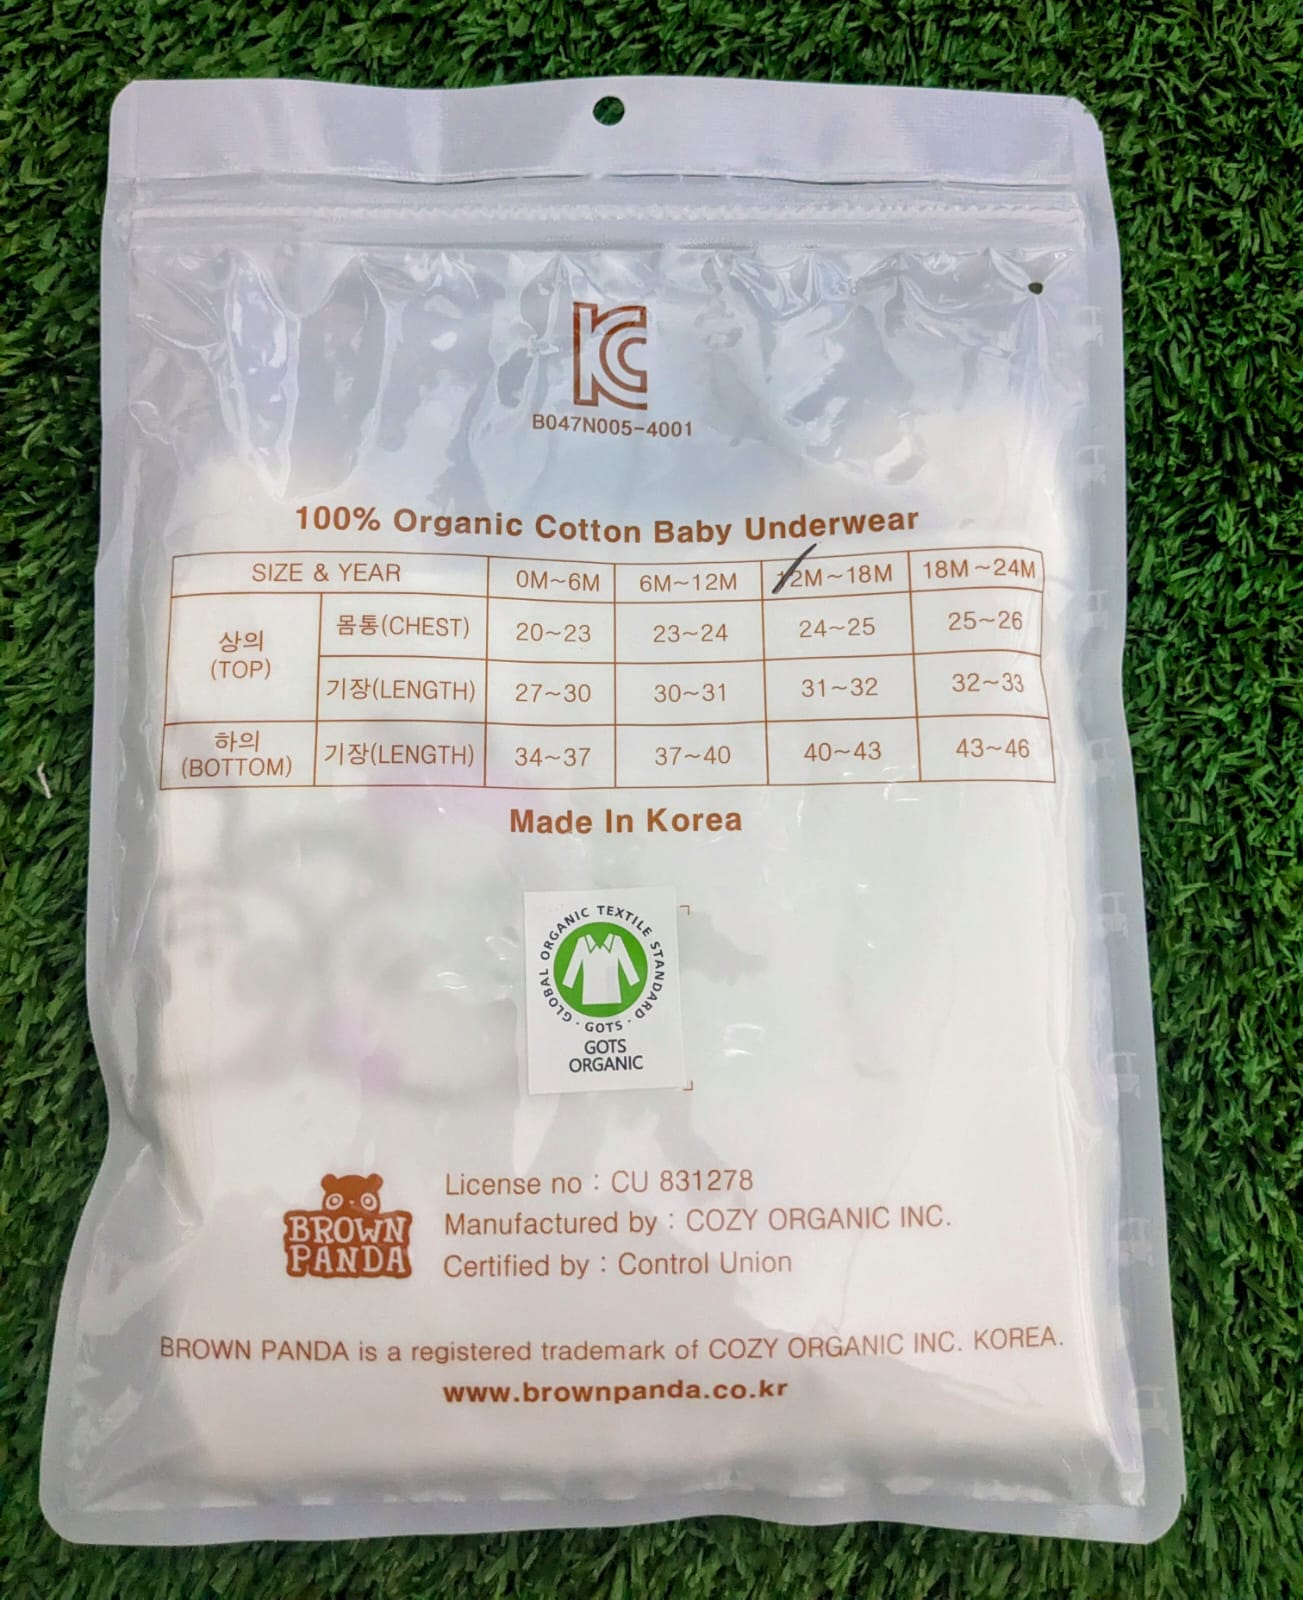 KC
B047N005-4001
100% Organic Cotton Baby Underwear
SIZE & YEAR 0M~6M 6M~12M 12M~18M 18M~24M
상의 (TOP) 몸통(CHEST) 20~23 23~24 24~25 25~26
기장(LENGTH) 27~30 30~31 31~32 32~33
하의 (BOTTOM) 기장(LENGTH) 34~37 37~40 40~43 43~46
Made In Korea
GLOBAL ORGANIC TEXTILE STANDARD · GOTS ·
GOTS
ORGANIC
BROWN
PANDA
License no : CU 831278
Manufactured by : COZY ORGANIC INC.
Certified by : Control Union
BROWN PANDA is a registered trademark of COZY ORGANIC INC. KOREA.
www.brownpanda.co.kr